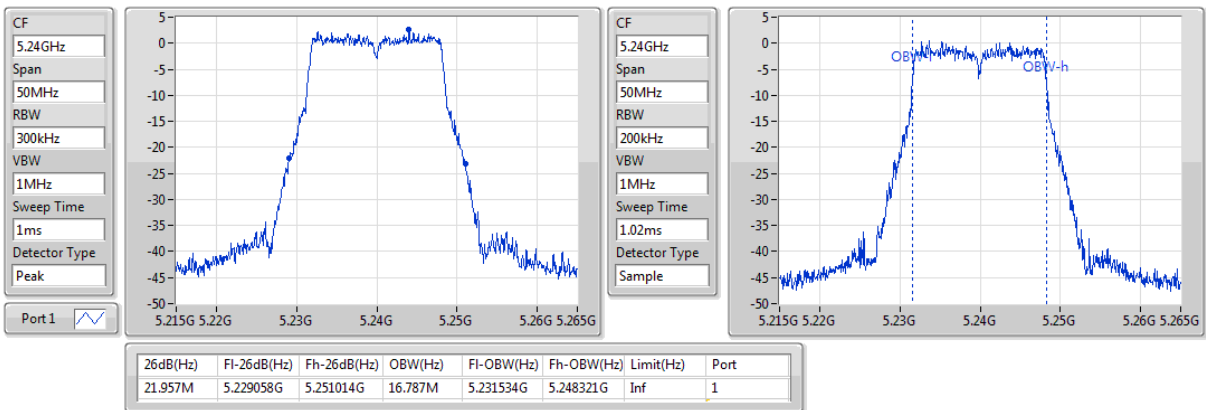 CF
5.24GHz
Span
50MHz
RBW
300kHz
VBW
1MHz
Sweep Time
1ms
Detector Type
Peak
Port 1
5
0
-5
-10
-15
-20
-25
-30
-35
-40
-45
-50
5.215G 5.22G 5.23G 5.24G 5.25G 5.26G 5.265G
CF
5.24GHz
Span
50MHz
RBW
200kHz
VBW
1MHz
Sweep Time
1.02ms
Detector Type
Sample
5
0
-5
-10
-15
-20
-25
-30
-35
-40
-45
-50
OBW-h
5.215G 5.22G 5.23G 5.24G 5.25G 5.26G 5.265G
26dB(Hz) Fl-26dB(Hz) Fh-26dB(Hz) OBW(Hz) Fl-OBW(Hz) Fh-OBW(Hz) Limit(Hz) Port
21.957M 5.229058G 5.251014G 16.787M 5.231534G 5.248321G Inf 1